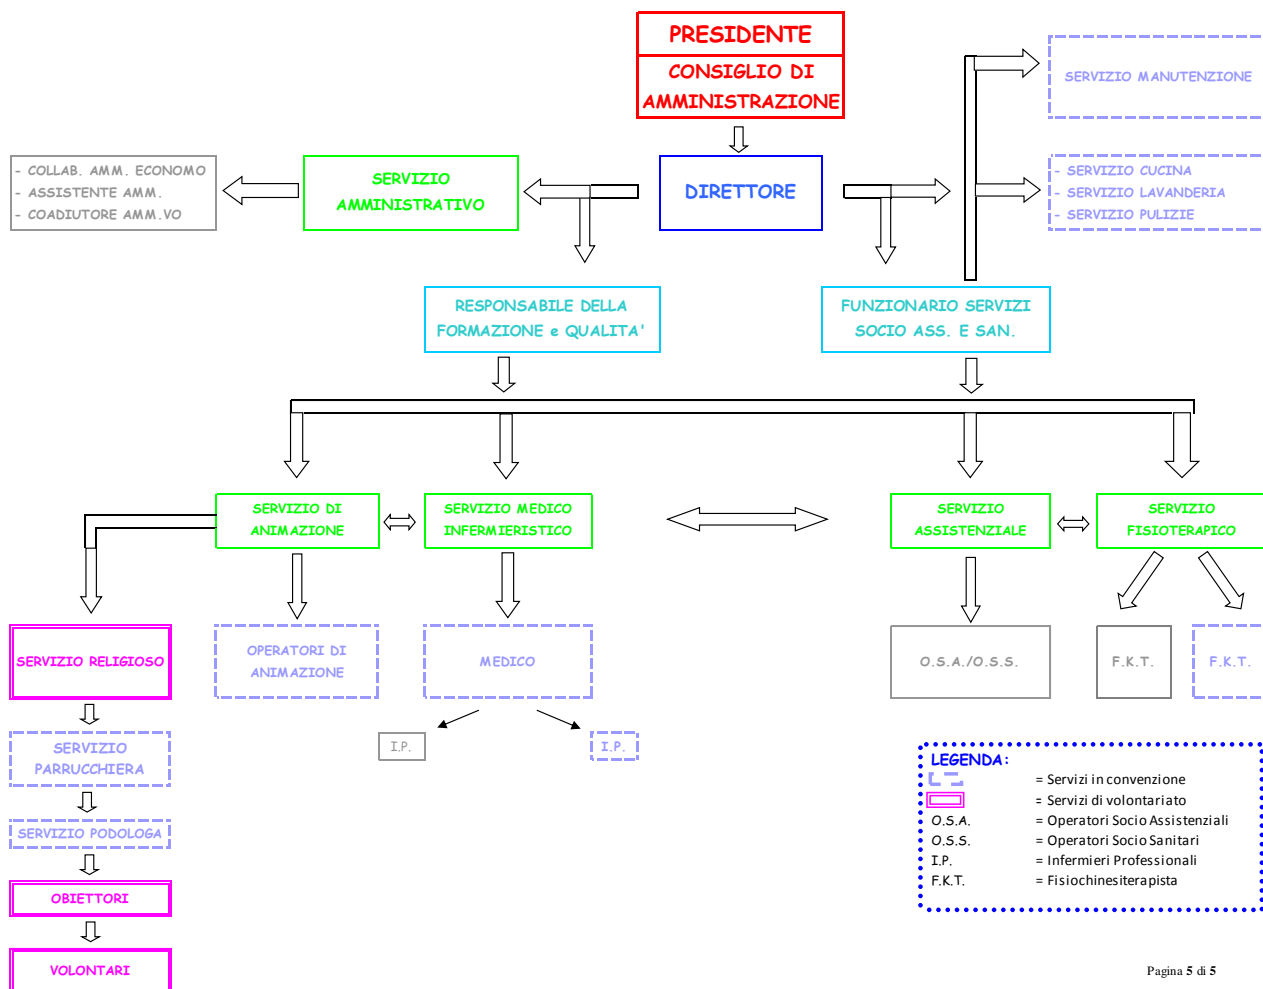 PRESIDENTE
CONSIGLIO DI
AMMINISTRAZIONE
SERVIZIO MANUTENZIONE
- COLLAB. AMM. ECONOMO
- ASSISTENTE AMM.
- COADIUTORE AMM.VO
SERVIZIO
AMMINISTRATIVO
DIRETTORE
- SERVIZIO CUCINA
- SERVIZIO LAVANDERIA
- SERVIZIO PULIZIE
RESPONSABILE DELLA
FORMAZIONE e QUALITA'
FUNZIONARIO SERVIZI
SOCIO ASS. E SAN.
SERVIZIO DI
ANIMAZIONE
SERVIZIO MEDICO
INFERMIERISTICO
SERVIZIO
ASSISTENZIALE
SERVIZIO
FISIOTERAPICO
SERVIZIO RELIGIOSO
OPERATORI DI
ANIMAZIONE
MEDICO
O.S.A./O.S.S.
F.K.T.
F.K.T.
I.P.
I.P.
SERVIZIO
PARRUCCHIERA
SERVIZIO PODOLOGA
OBIETTORI
VOLONTARI
LEGENDA:
= Servizi in convenzione
= Servizi di volontariato
O.S.A. = Operatori Socio Assistenziali
O.S.S. = Operatori Socio Sanitari
I.P. = Infermieri Professionali
F.K.T. = Fisiochinesiterapista
Pagina 5 di 5